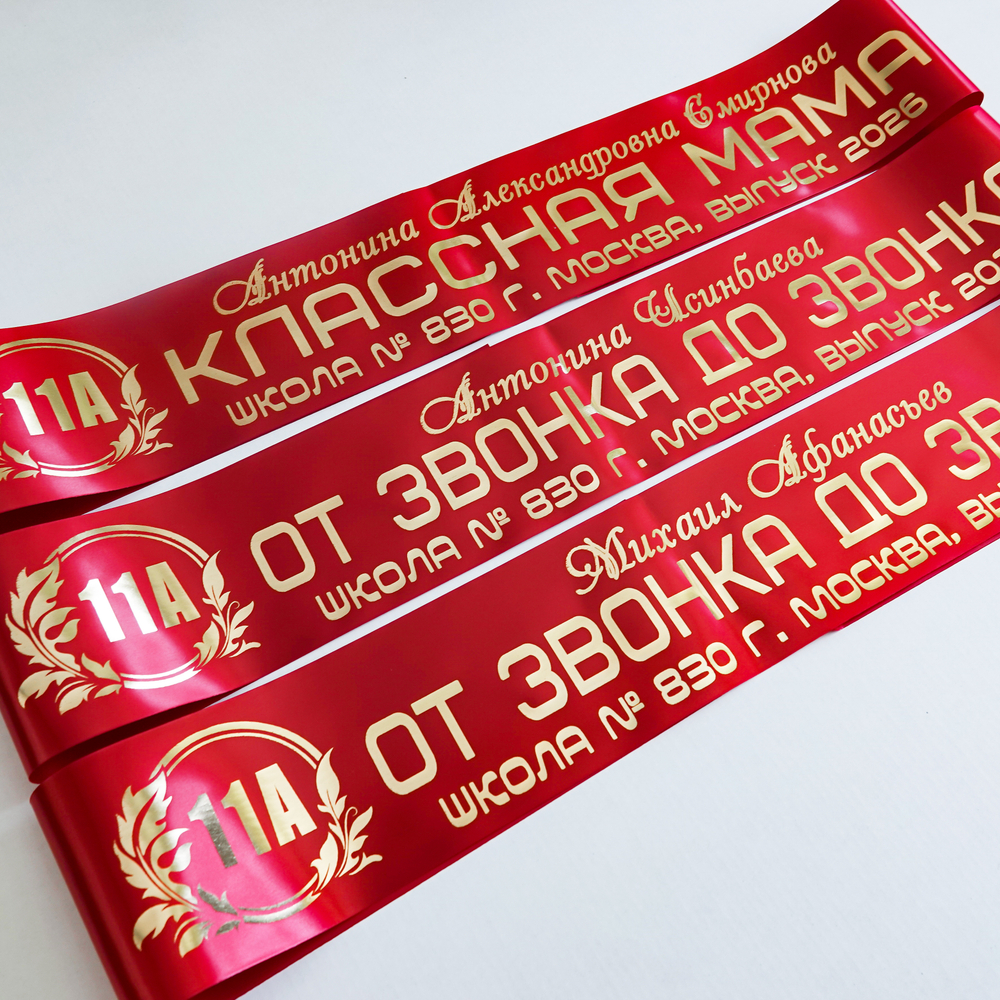 11А
Антонина Александровна Смирнова
КЛАССНАЯ МАМА
ШКОЛА № 830 Г. МОСКВА, ВЫПУСК 2026
11А
Антонина Исинбаева
ОТ ЗВОНКА ДО ЗВОНКА
ШКОЛА № 830 Г. МОСКВА, ВЫПУСК
11А
Михаил Афанасьев
ОТ ЗВОНКА ДО
ШКОЛА № 830 Г. МОСКВА,